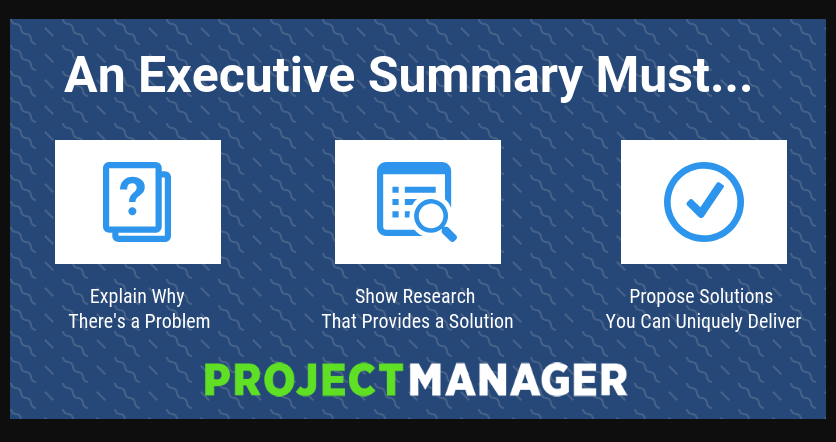 An Executive Summary Must...
?
Explain Why
There's a Problem
Show Research
That Provides a Solution
Propose Solutions
You Can Uniquely Deliver
PROJECTMANAGER